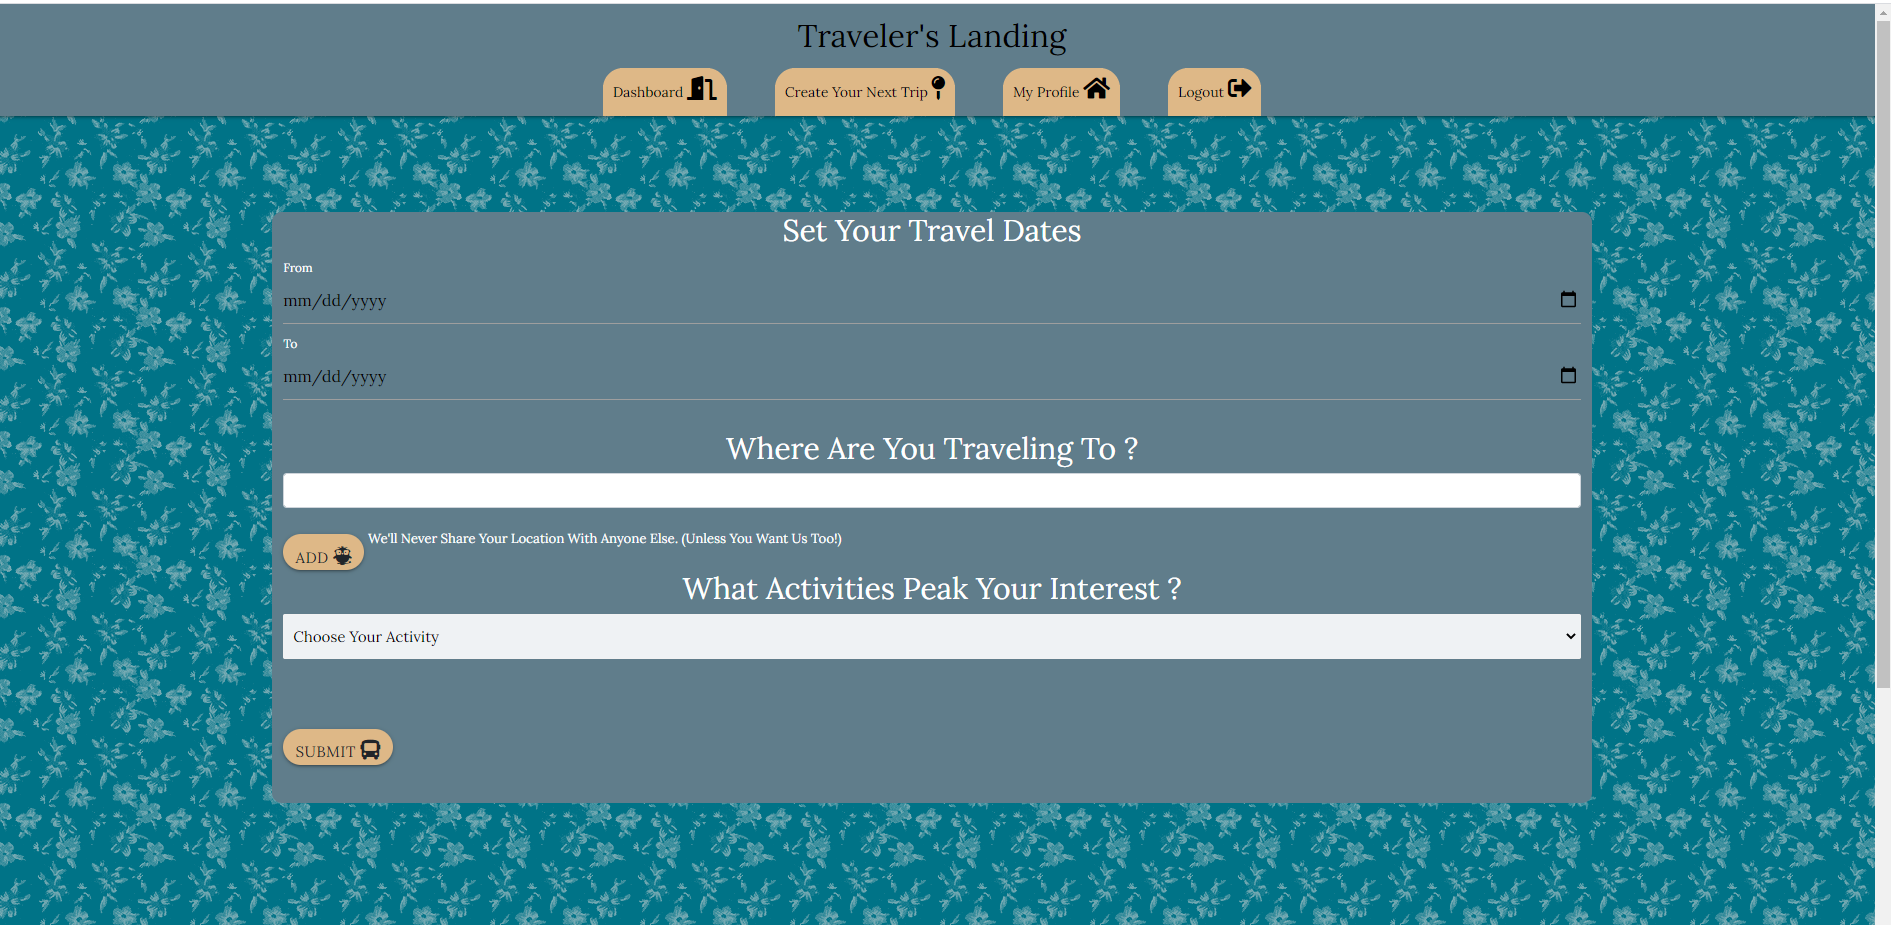 Traveler's Landing
Dashboard
Create Your Next Trip
My Profile
Logout
Set Your Travel Dates
From
mm/dd/yyyy
To
mm/dd/yyyy
Where Are You Traveling To ?
ADD
We'll Never Share Your Location With Anyone Else. (Unless You Want Us Too!)
What Activities Peak Your Interest ?
Choose Your Activity
SUBMIT